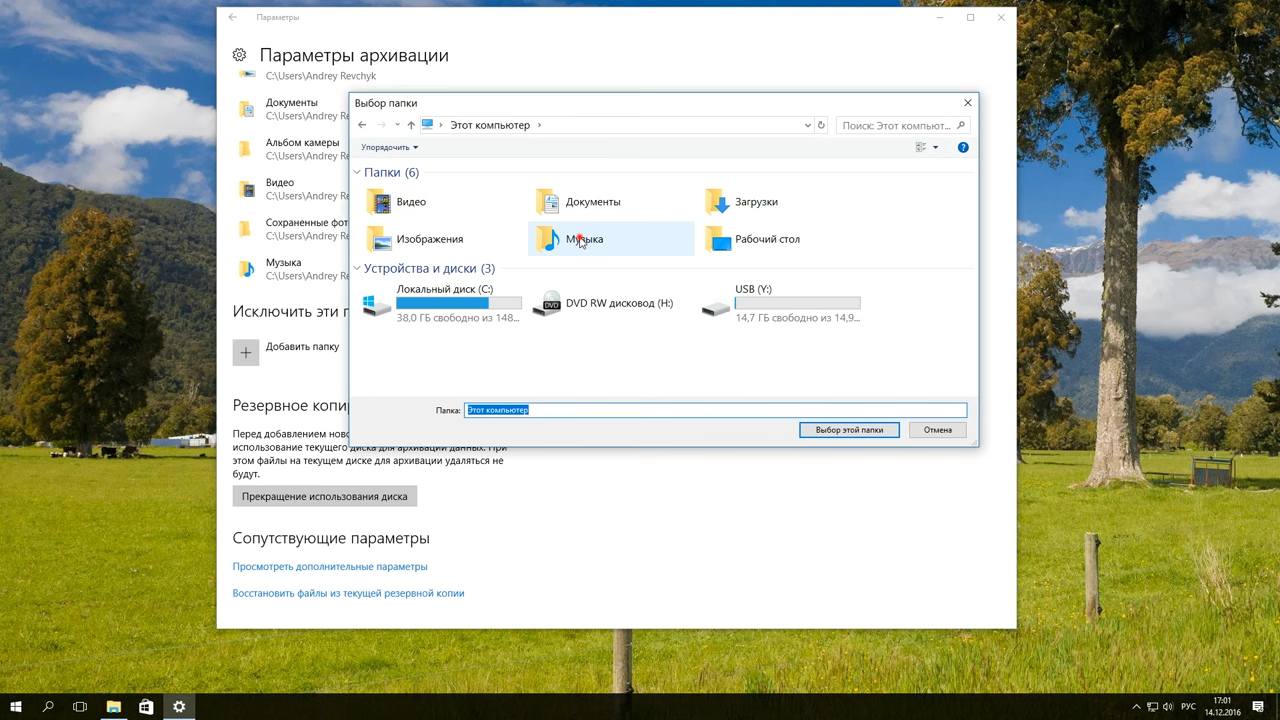 Параметры
Параметры архивации
C:\Users\Andrey Revchyk
Документы
C:\Users\Andrey Re
Альбом камеры
C:\Users\Andrey Re
Видео
C:\Users\Andrey Re
Сохраненные фот
C:\Users\Andrey Re
Музыка
C:\Users\Andrey Re
Исключить эти п
Добавить папку
Резервное копир
Перед добавлением ново
использование текущего диска для архивации данных. При
этом файлы на текущем диске для архивации удаляться не
будут.
Прекращение использования диска
Сопутствующие параметры
Просмотреть дополнительные параметры
Восстановить файлы из текущей резервной копии
Выбор папки
Этот компьютер
Поиск: Этот компьют...
Упорядочить
Папки (6)
Видео
Документы
Загрузки
Изображения
Музыка
Рабочий стол
Устройства и диски (3)
Локальный диск (C:)
38,0 ГБ свободно из 148...
DVD
DVD RW дисковод (H:)
USB (Y:)
14,7 ГБ свободно из 14,9...
Папка:
Этот компьютер
Выбор этой папки
Отмена
РУС
17:01
14.12.2016